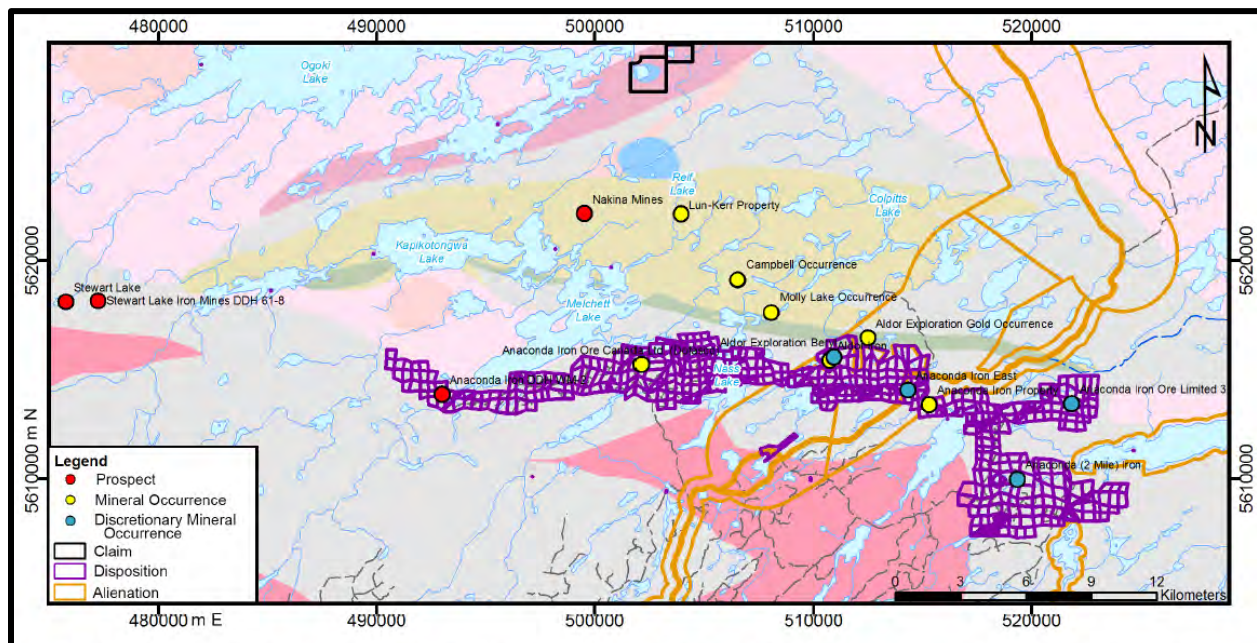 480000
490000
500000
510000
520000
Ogoki
Lake
N
Reif
Lake
Colpitts
Lake
Nakina Mines
Lun-Kerr Property
Kapikotongwa
Lake
5620000
5620000
Campbell Occurrence
Stewart Lake
Stewart Lake Iron Mines DDH 61-8
Melchett
Lake
Molly Lake Occurrence
Aldor Exploration Gold Occurrence
Aldor Exploration
Anaconda Iron Ore
Nass
Lake
Anaconda Iron
Anaconda Iron East
Anaconda Iron Property
Anaconda Iron Ore Limited 3
Anaconda (2 Mile) Iron
5610000 m N
5610000
Legend
Prospect
Mineral Occurrence
Discretionary Mineral
Occurrence
Claim
Disposition
Alienation
0 3 6 9 12
Kilometers
480000 m E
490000
500000
510000
520000